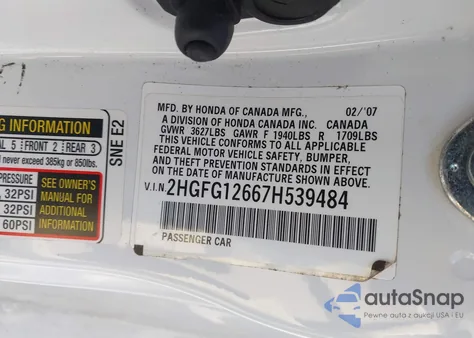 NG INFORMATION
AL 5 FRONT 2 REAR 3
never exceed 385kg or 850lbs.
PRESSURE
SEE OWNER'S
32PSI
MANUAL FOR
32PSI
ADDITIONAL
60PSI
INFORMATION
SNE E2
MFD. BY HONDA OF CANADA MFG., 02/'07
A DIVISION OF HONDA CANADA INC. CANADA
GVWR 3627LBS GAWR F 1940LBS R 1709LBS
THIS VEHICLE CONFORMS TO ALL APPLICABLE
FEDERAL MOTOR VEHICLE SAFETY, BUMPER,
AND THEFT PREVENTION STANDARDS IN EFFECT
ON THE DATE OF MANUFACTURE SHOWN ABOVE.
V.I.N. 2HGFG12667H539484
PASSENGER CAR
autoSnap
Pewne auta z aukcji USA i EU